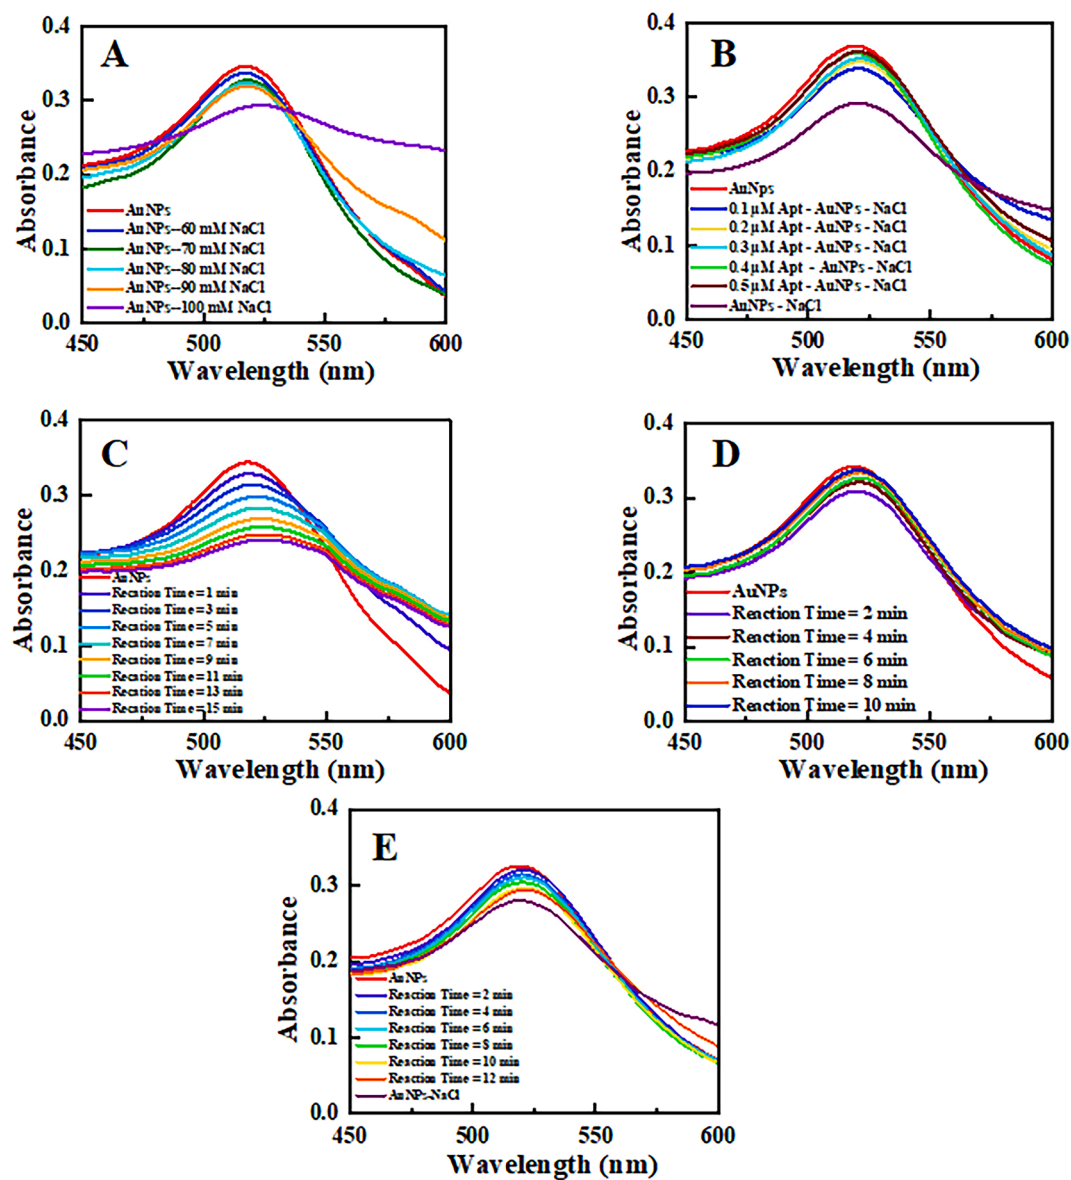 A
0.4
0.3
0.2
0.1
0.0
Absorbance
AuNPs
AuNPs--60 mM NaCl
AuNPs--70 mM NaCl
AuNPs--80 mM NaCl
AuNPs--90 mM NaCl
AuNPs--100 mM NaCl
450 500 550 600
Wavelength (nm)
B
0.4
0.3
0.2
0.1
0.0
Absorbance
AuNps
0.1 µM Apt - AuNPs - NaCl
0.2 µM Apt - AuNPs - NaCl
0.3 µM Apt - AuNPs - NaCl
0.4 µM Apt - AuNPs - NaCl
0.5 µM Apt - AuNPs - NaCl
AuNPs - NaCl
450 500 550 600
Wavelength (nm)
C
0.4
0.3
0.2
0.1
0.0
Absorbance
AuNPs
Recation Time = 1 min
Recation Time = 3 min
Recation Time = 5 min
Recation Time = 7 min
Recation Time = 9 min
Recation Time = 11 min
Recation Time = 13 min
Recation Time = 15 min
450 500 550 600
Wavelength (nm)
D
0.4
0.3
0.2
0.1
0.0
Absorbance
AuNPs
Reaction Time = 2 min
Reaction Time = 4 min
Reaction Time = 6 min
Reaction Time = 8 min
Reaction Time = 10 min
450 500 550 600
Wavelength (nm)
E
0.4
0.3
0.2
0.1
0.0
Absorbance
AuNPs
Reaction Time = 2 min
Reaction Time = 4 min
Reaction Time = 6 min
Reaction Time = 8 min
Reaction Time = 10 min
Reaction Time = 12 min
AuNPs-NaCl
450 500 550 600
Wavelength (nm)